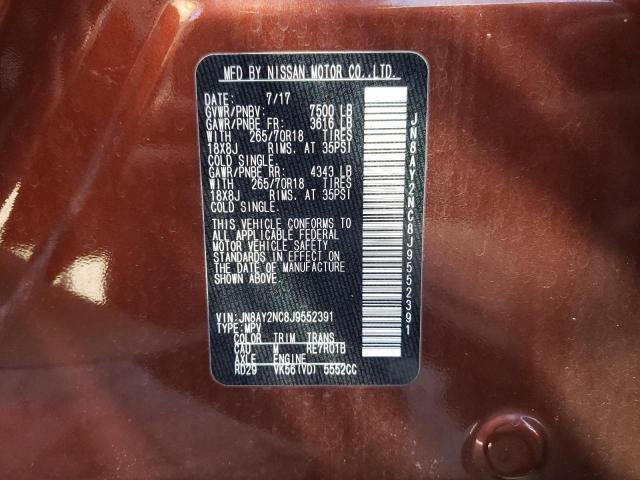 MFD BY NISSAN MOTOR CO.,LTD.
DATE: 7/17
GVWR/PNBV: 7500 LB
GAWR/PNBE FR: 3616 LB
WITH 265/70R18 TIRES
18X8J RIMS. AT 35PSI
COLD SINGLE.
GAWR/PNBE RR: 4343 LB
WITH 265/70R18 TIRES
18X8J RIMS. AT 35PSI
COLD SINGLE.
THIS VEHICLE CONFORMS TO
ALL APPLICABLE FEDERAL
MOTOR VEHICLE SAFETY
STANDARDS IN EFFECT ON
THE DATE OF MANUFACTURE
SHOWN ABOVE.
VIN: JN8AY2NC8J9552391
TYPE: MPV
COLOR TRIM TRANS
CAU M RE7R01B
AXLE ENGINE
RD29 VK56(VD) 5552CC
JN8AY2NC8J9552391